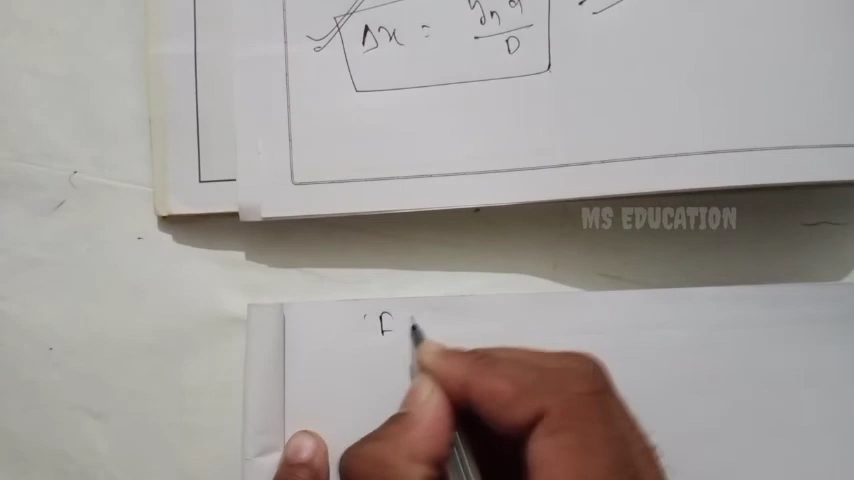 Δx = yₙd/D
MS EDUCATION
F